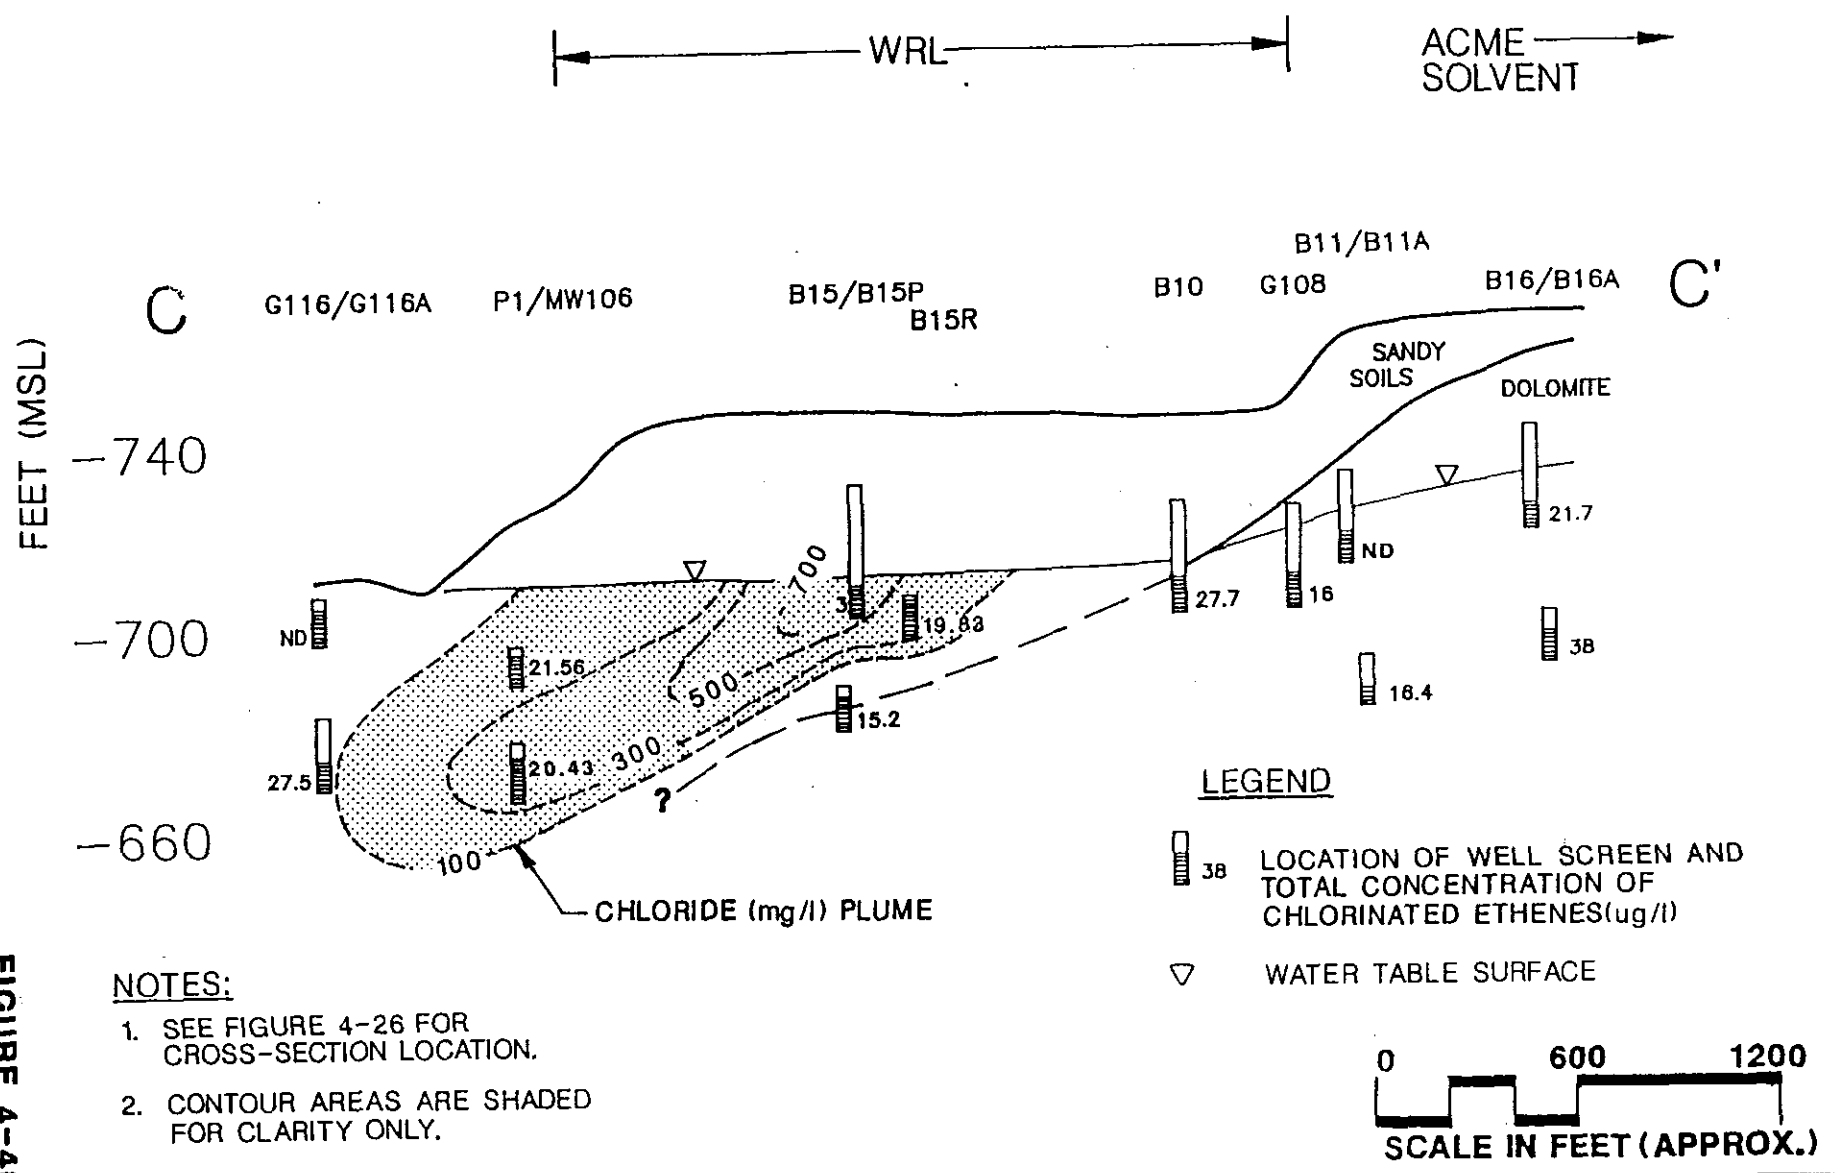 WRL
ACME
SOLVENT
B11/B11A
C
G116/G116A
P1/MW106
B15/B15P
B15R
B10
G108
B16/B16A
C'
FEET (MSL)
SANDY
SOILS
DOLOMITE
-740
-700
-660
700
500
300
100
ND
27.5
21.56
20.43
3
19.83
15.2
27.7
16
ND
16.4
21.7
38
?
CHLORIDE (mg/l) PLUME
LEGEND
38
LOCATION OF WELL SCREEN AND
TOTAL CONCENTRATION OF
CHLORINATED ETHENES(ug/l)
WATER TABLE SURFACE
NOTES:
1. SEE FIGURE 4-26 FOR
CROSS-SECTION LOCATION.
2. CONTOUR AREAS ARE SHADED
FOR CLARITY ONLY.
0 600 1200
SCALE IN FEET (APPROX.)